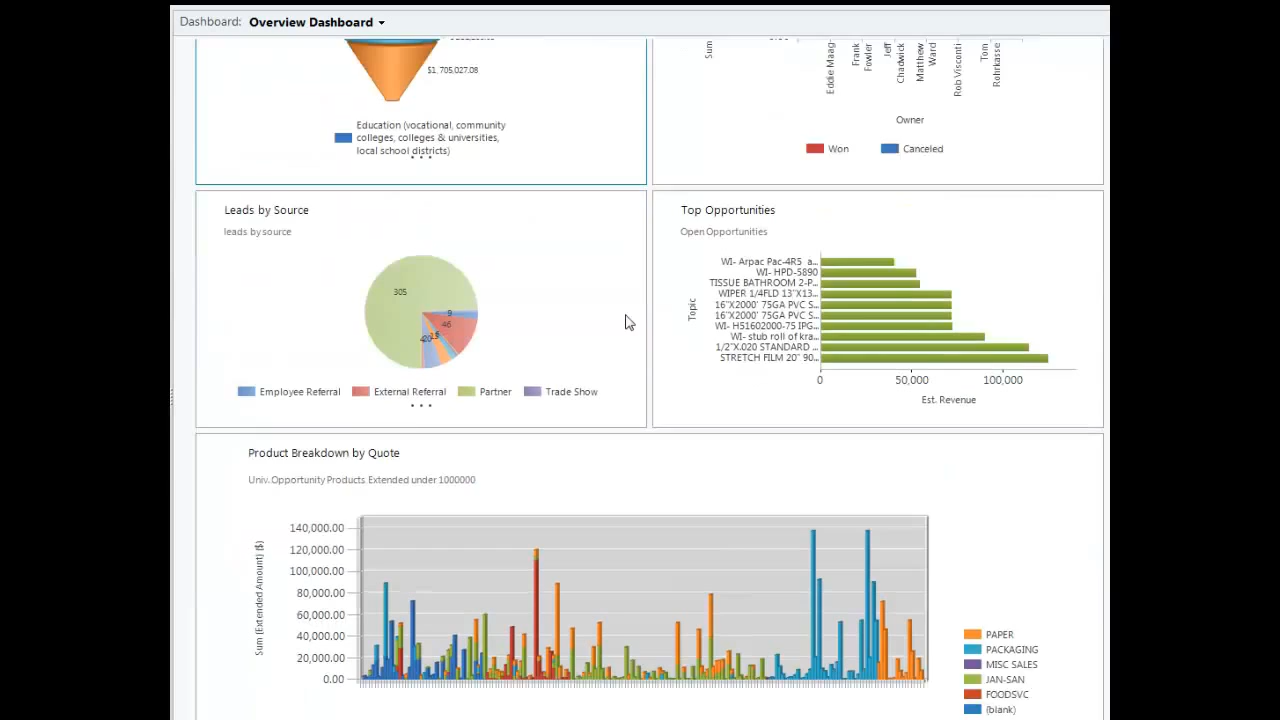 Dashboard: Overview Dashboard
$1,705,027.08
Education (vocational, community
colleges, colleges & universities,
local school districts)
Sum
Eddie Maag
Frank
Fowler
Jeff
Chadwick
Matthew
Ward
Rob Visconti
Tom
Rohrkasse
Owner
Won
Canceled
Leads by Source
leads by source
305
9
46
Employee Referral
External Referral
Partner
Trade Show
Top Opportunities
Open Opportunities
Topic
WI- Arpac Pac-4R5 a...
WI- HPD-5890
TISSUE BATHROOM 2-P...
WIPER 1/4FLD 13"X13...
16"X2000' 75GA PVC S...
16"X2000' 75GA PVC S...
WI- H51602000-75 IPG...
WI- stub roll of kra...
1/2"X.020 STANDARD ...
STRETCH FILM 20" 90...
0
50,000
100,000
Est. Revenue
Product Breakdown by Quote
Univ. Opportunity Products Extended under 1000000
Sum (Extended Amount) ($)
140,000.00
120,000.00
100,000.00
80,000.00
60,000.00
40,000.00
20,000.00
0.00
PAPER
PACKAGING
MISC SALES
JAN-SAN
FOODSVC
(blank)